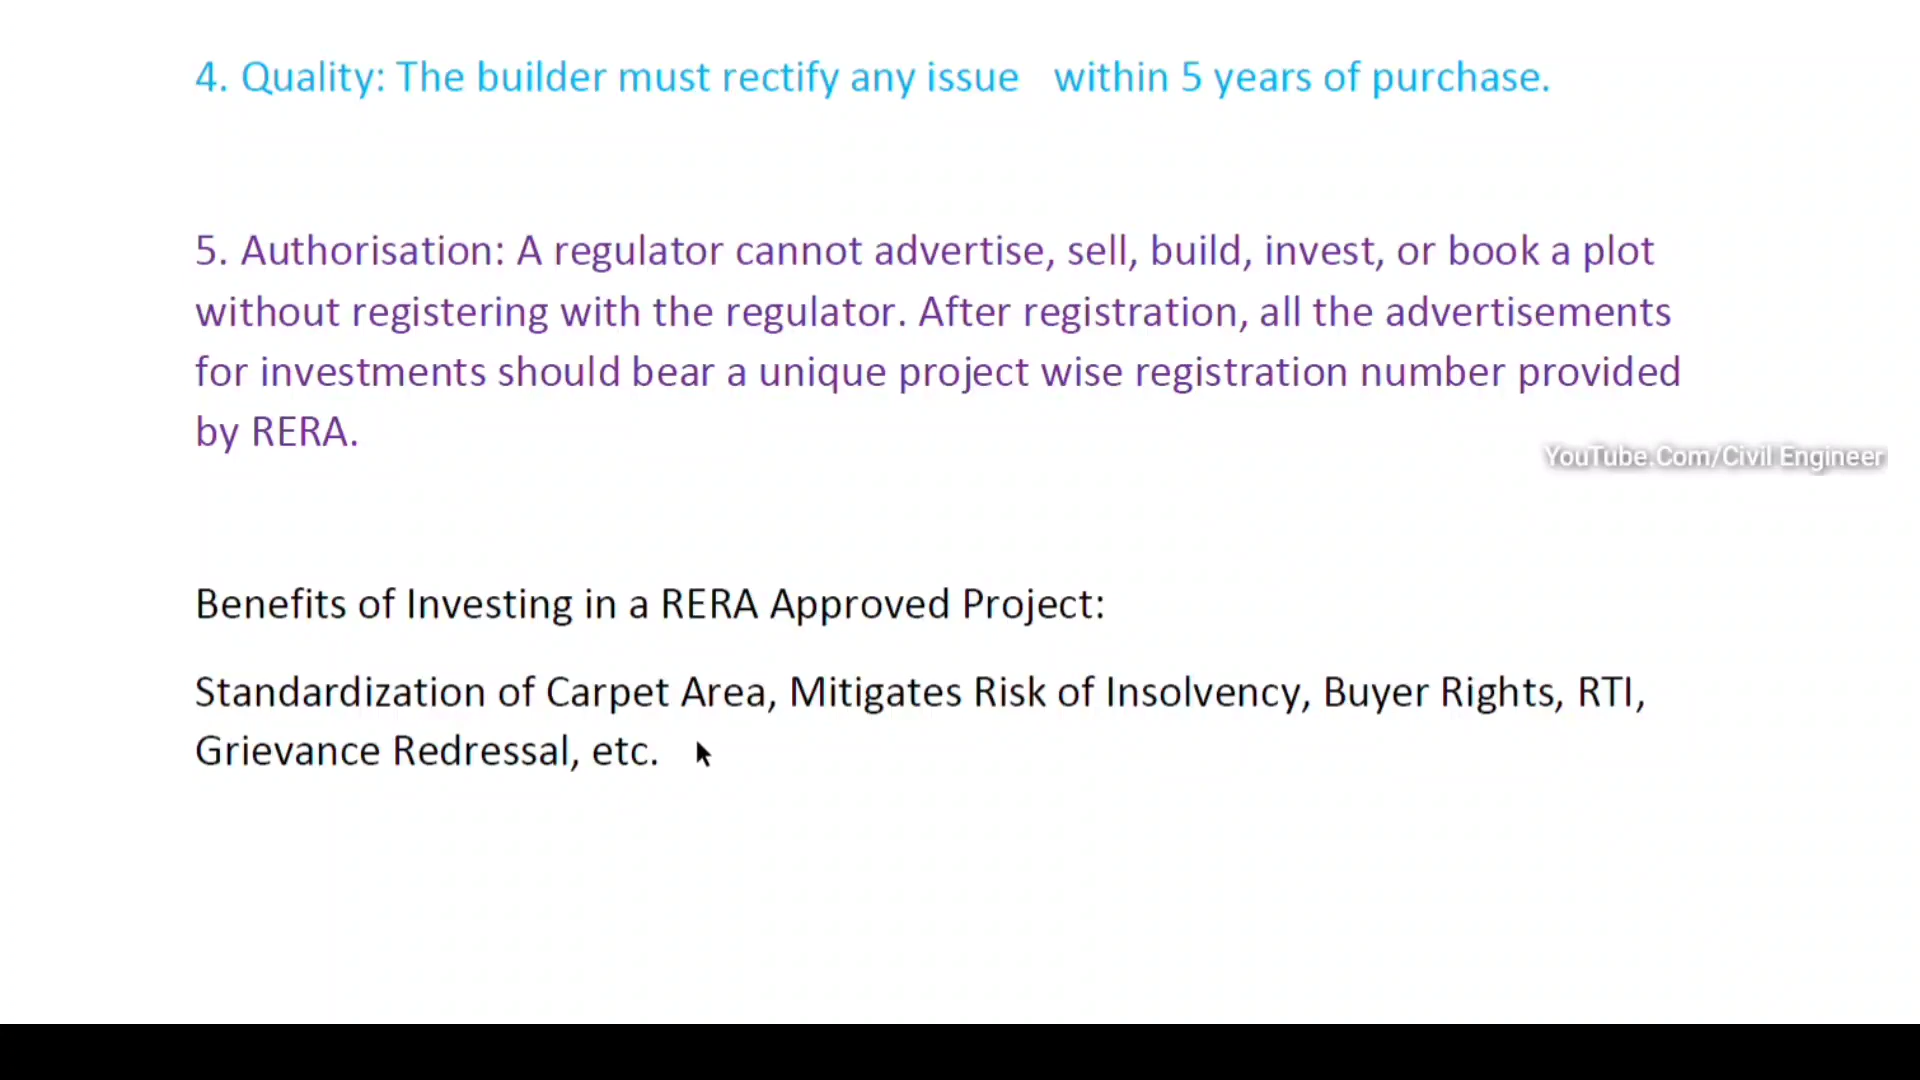 4. Quality: The builder must rectify any issue within 5 years of purchase.
5. Authorisation: A regulator cannot advertise, sell, build, invest, or book a plot
without registering with the regulator. After registration, all the advertisements
for investments should bear a unique project wise registration number provided
by RERA.
YouTube.Com/Civil Engineer
Benefits of Investing in a RERA Approved Project:
Standardization of Carpet Area, Mitigates Risk of Insolvency, Buyer Rights, RTI,
Grievance Redressal, etc.